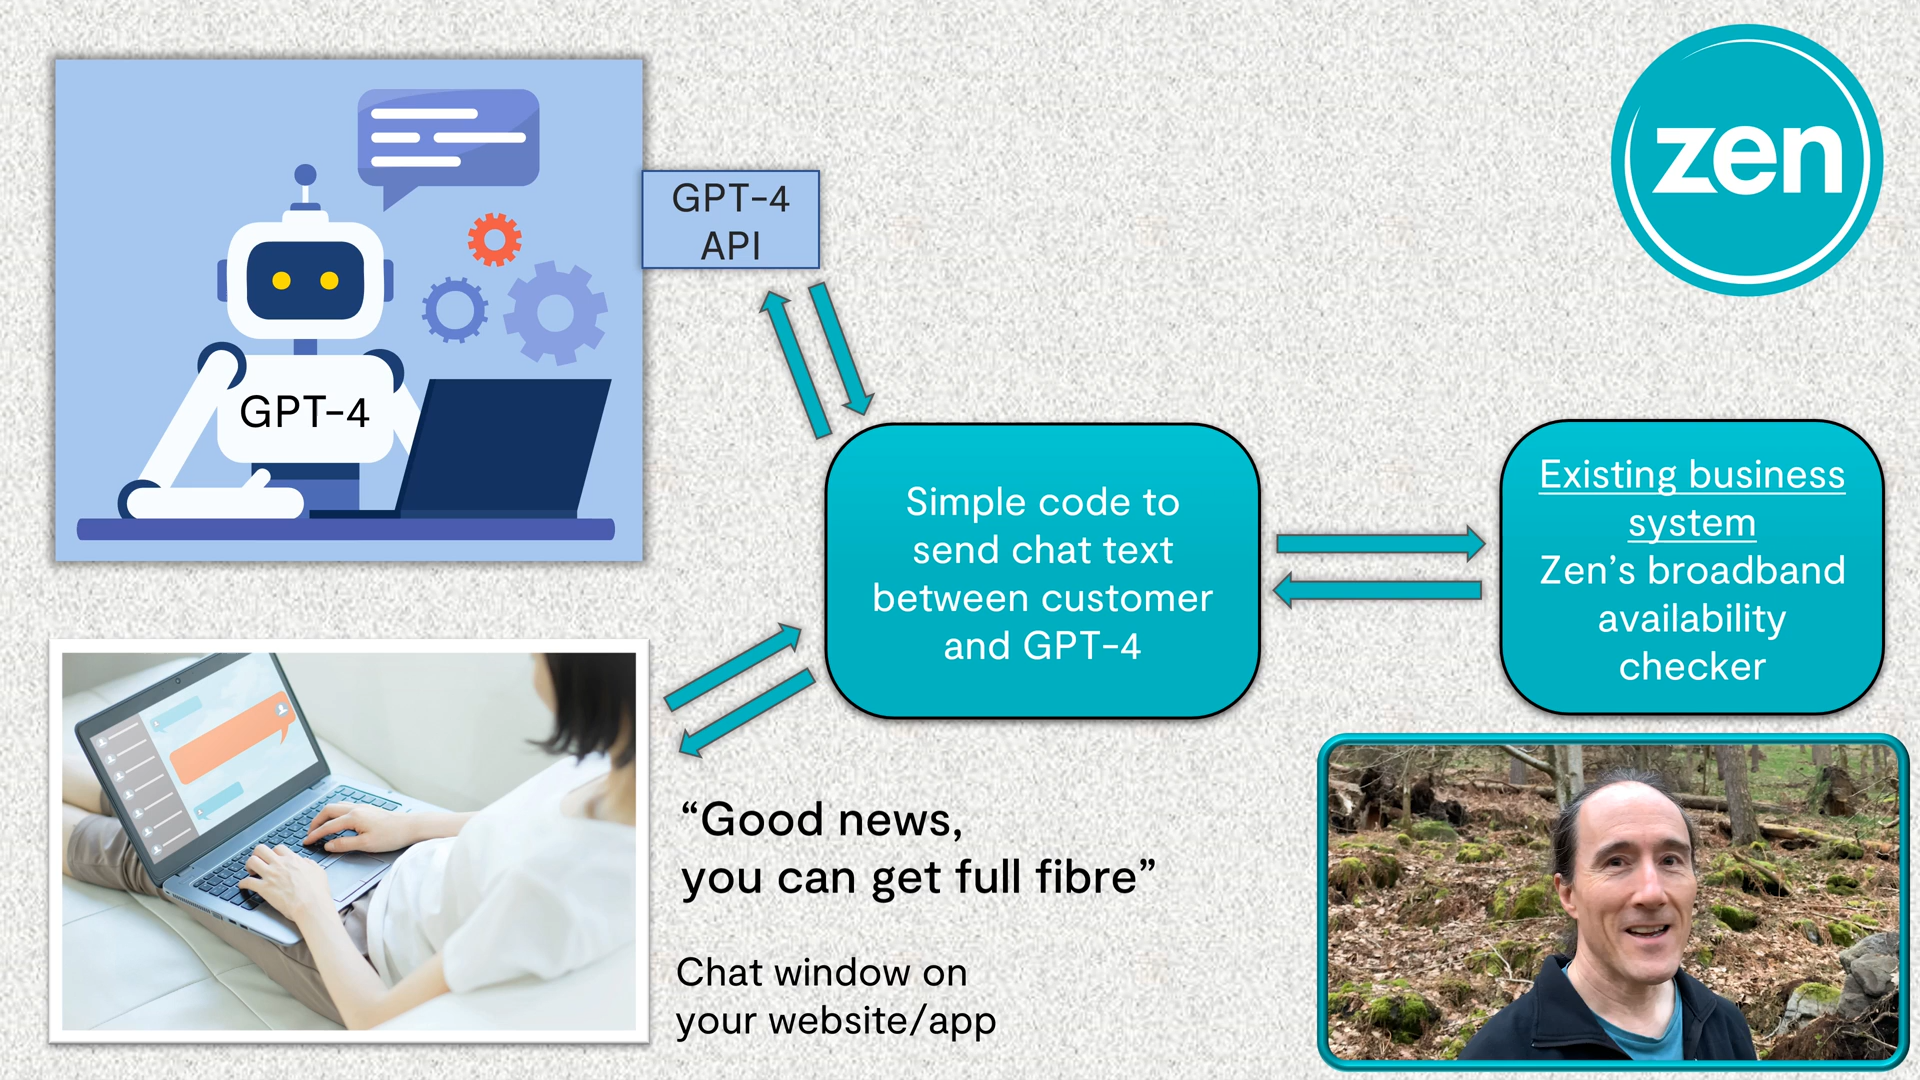 zen
GPT-4
API
GPT-4
Simple code to
send chat text
between customer
and GPT-4
Existing business
system
Zen’s broadband
availability
checker
“Good news,
you can get full fibre”
Chat window on
your website/app